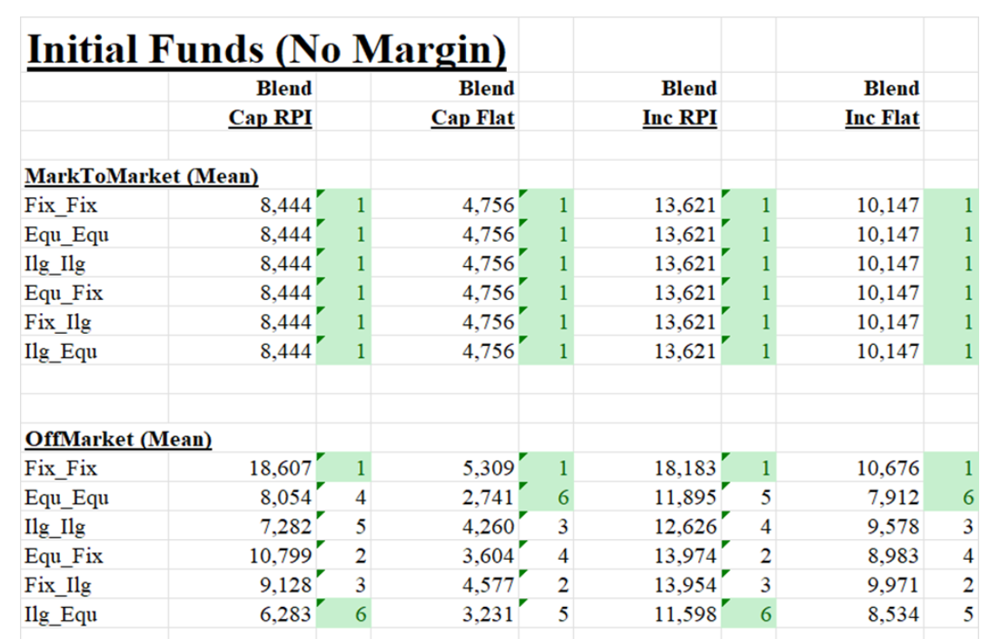 Initial Funds (No Margin)
Blend Blend Blend Blend
Cap RPI Cap Flat Inc RPI Inc Flat
MarkToMarket (Mean)
Fix_Fix 8,444 1 4,756 1 13,621 1 10,147 1
Equ_Equ 8,444 1 4,756 1 13,621 1 10,147 1
Ilg_Ilg 8,444 1 4,756 1 13,621 1 10,147 1
Equ_Fix 8,444 1 4,756 1 13,621 1 10,147 1
Fix_Ilg 8,444 1 4,756 1 13,621 1 10,147 1
Ilg_Equ 8,444 1 4,756 1 13,621 1 10,147 1
OffMarket (Mean)
Fix_Fix 18,607 1 5,309 1 18,183 1 10,676 1
Equ_Equ 8,054 4 2,741 6 11,895 5 7,912 6
Ilg_Ilg 7,282 5 4,260 3 12,626 4 9,578 3
Equ_Fix 10,799 2 3,604 4 13,974 2 8,983 4
Fix_Ilg 9,128 3 4,577 2 13,954 3 9,971 2
Ilg_Equ 6,283 6 3,231 5 11,598 6 8,534 5